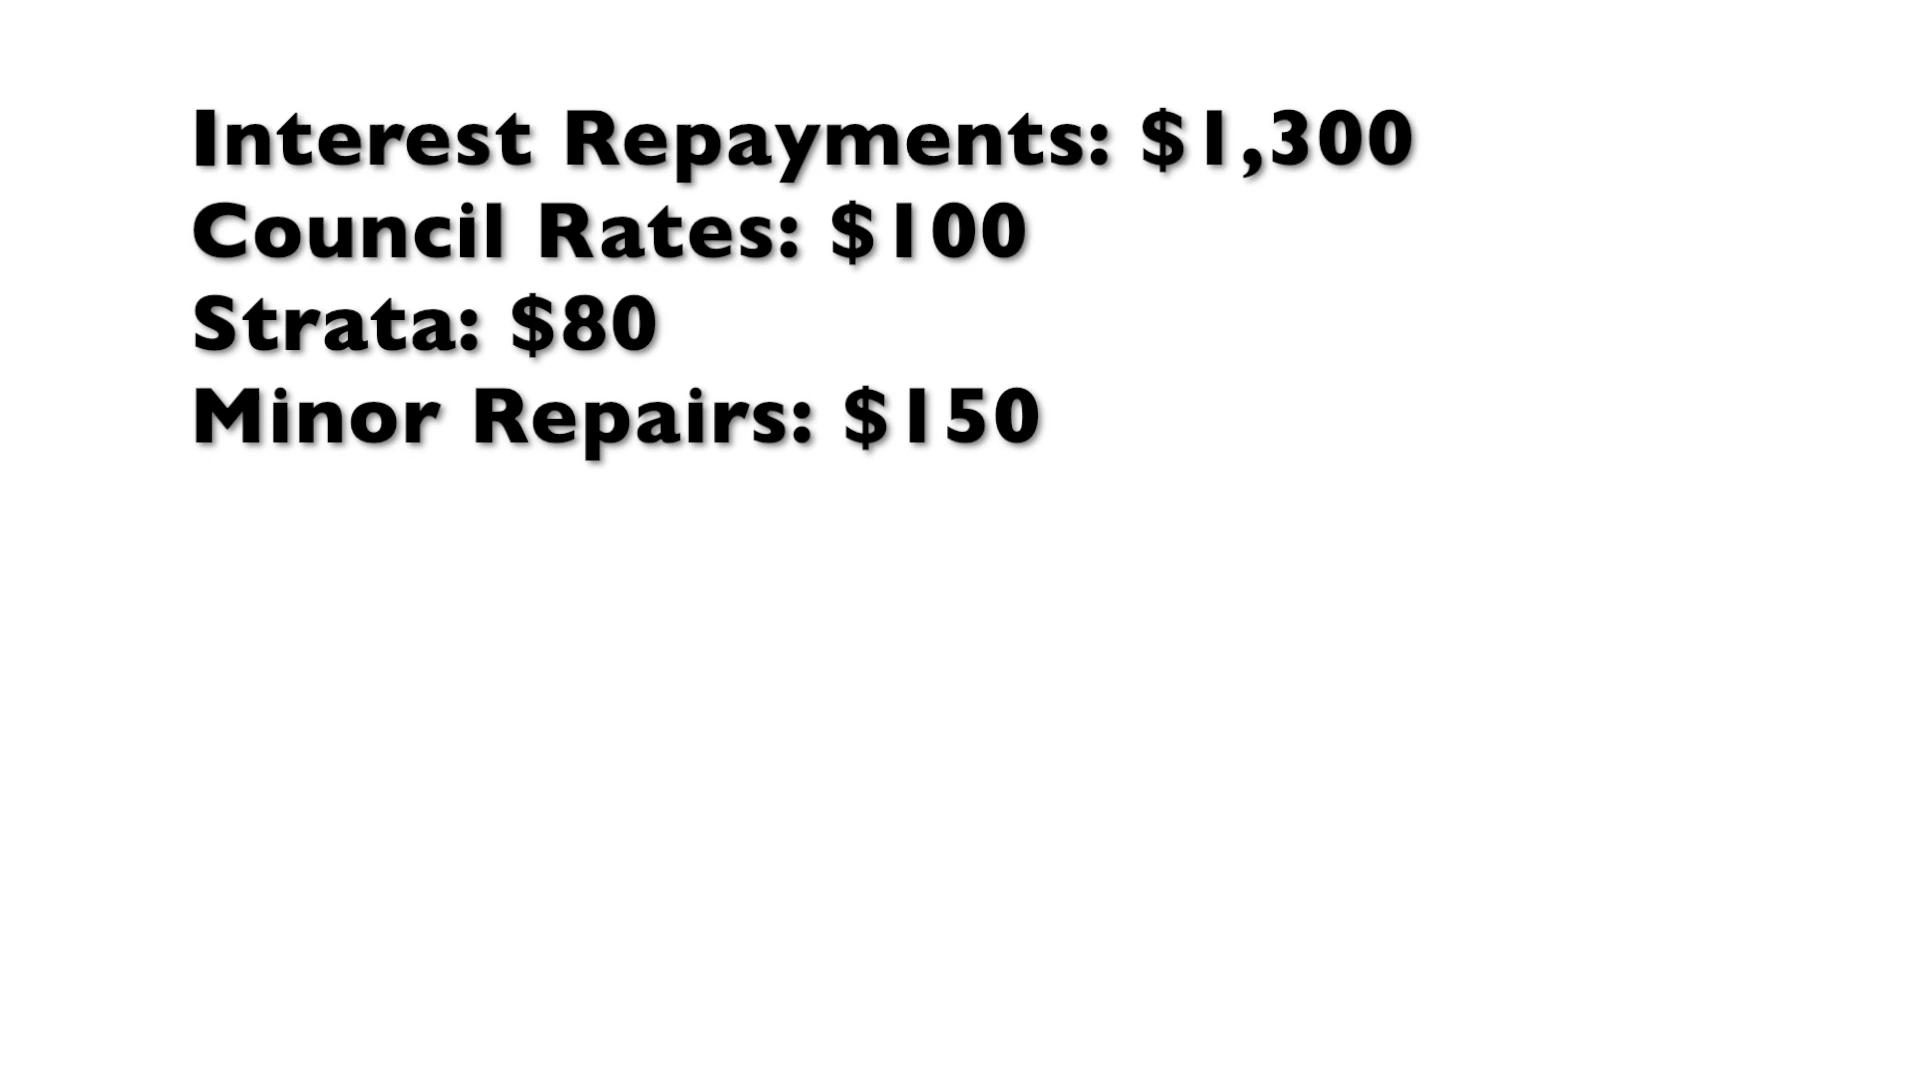 Interest Repayments: $1,300
Council Rates: $100
Strata: $80
Minor Repairs: $150